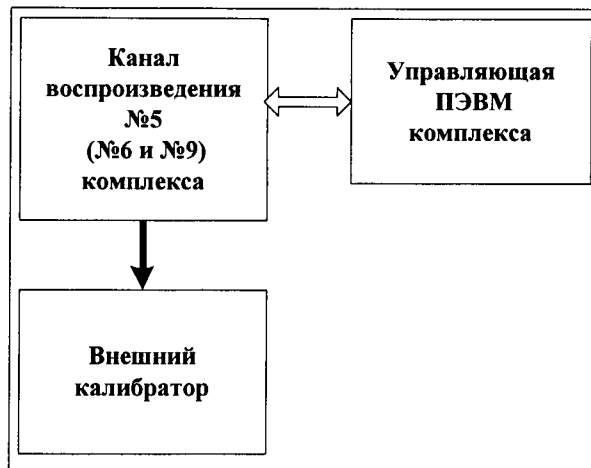 Канал
воспроизведения
№5
(№6 и №9)
комплекса
Управляющая
ПЭВМ
комплекса
Внешний
калибратор